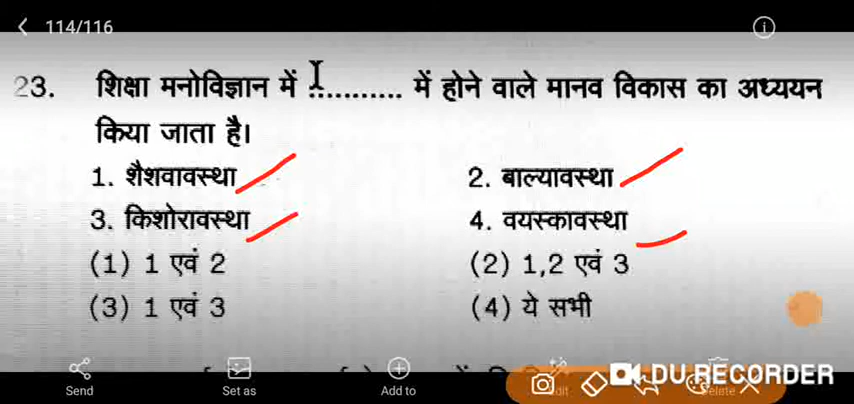 114/116
23. शिक्षा मनोविज्ञान में ........... में होने वाले मानव विकास का अध्ययन
किया जाता है।
1. शैशवावस्था 2. बाल्यावस्था
3. किशोरावस्था 4. वयस्कावस्था
(1) 1 एवं 2 (2) 1,2 एवं 3
(3) 1 एवं 3 (4) ये सभी
DU RECORDER
Send Set as Add to Edit Delete